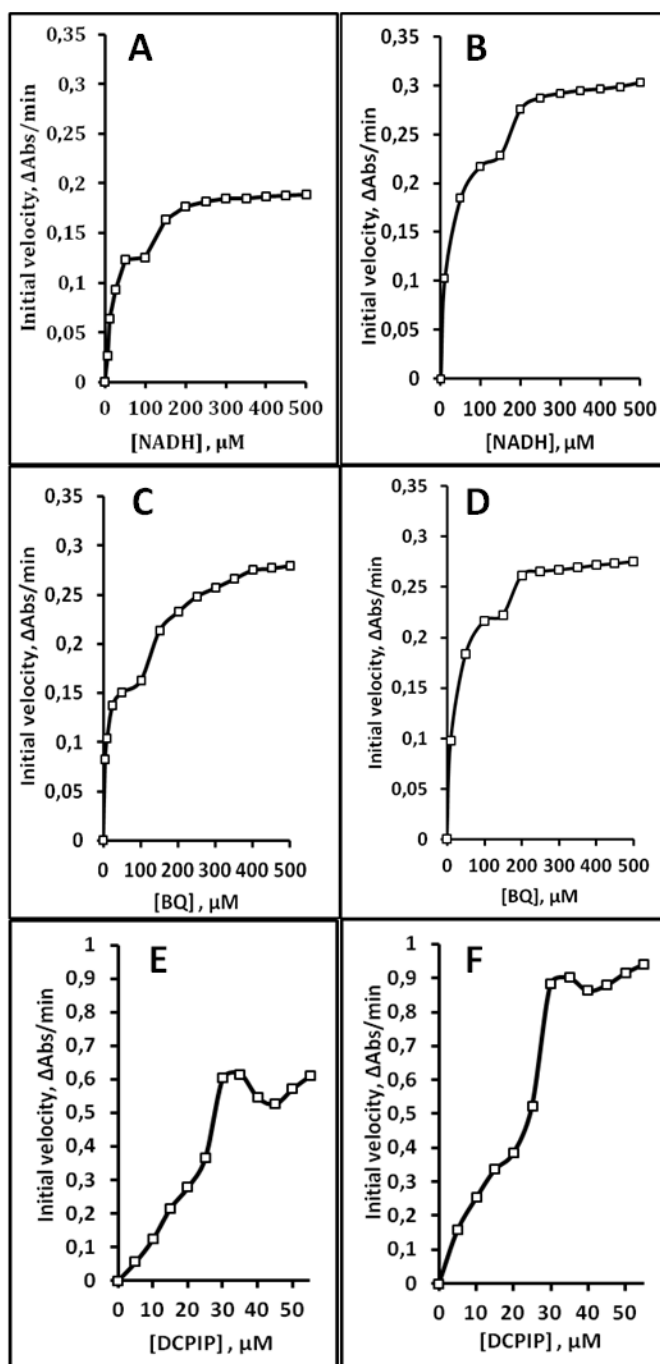 A
Initial velocity, ΔAbs/min
0,35
0,3
0,25
0,2
0,15
0,1
0,05
0
0 100 200 300 400 500
[NADH] , µM
B
Initial velocity, ΔAbs/min
0,35
0,3
0,25
0,2
0,15
0,1
0,05
0
0 100 200 300 400 500
[NADH] , µM
C
Initial velocity, ΔAbs/min
0,35
0,3
0,25
0,2
0,15
0,1
0,05
0
0 100 200 300 400 500
[BQ] , µM
D
Initial velocity, ΔAbs/min
0,35
0,3
0,25
0,2
0,15
0,1
0,05
0
0 100 200 300 400 500
[BQ] , µM
E
Initial velocity, ΔAbs/min
1
0,9
0,8
0,7
0,6
0,5
0,4
0,3
0,2
0,1
0
0 10 20 30 40 50
[DCPIP] , µM
F
Initial velocity, ΔAbs/min
1
0,9
0,8
0,7
0,6
0,5
0,4
0,3
0,2
0,1
0
0 10 20 30 40 50
[DCPIP] , µM